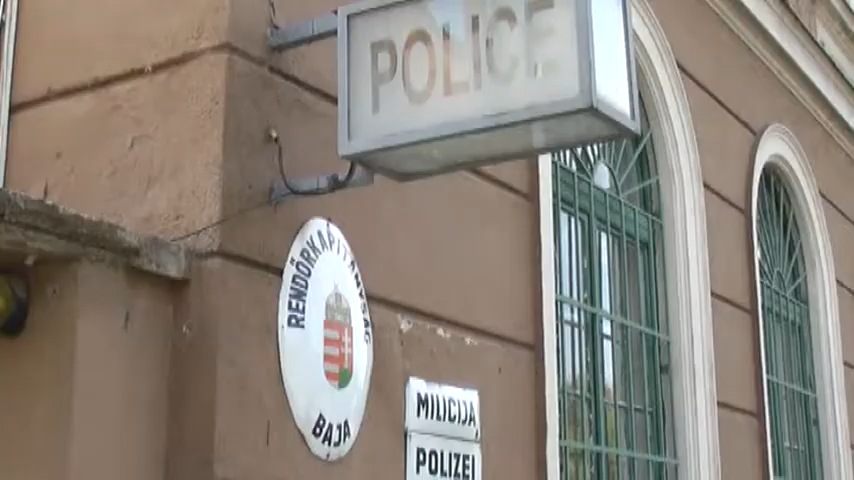 POLICE
RENDŐRKAPITÁNYSÁG
BAJA
MILICIJA
POLIZEI